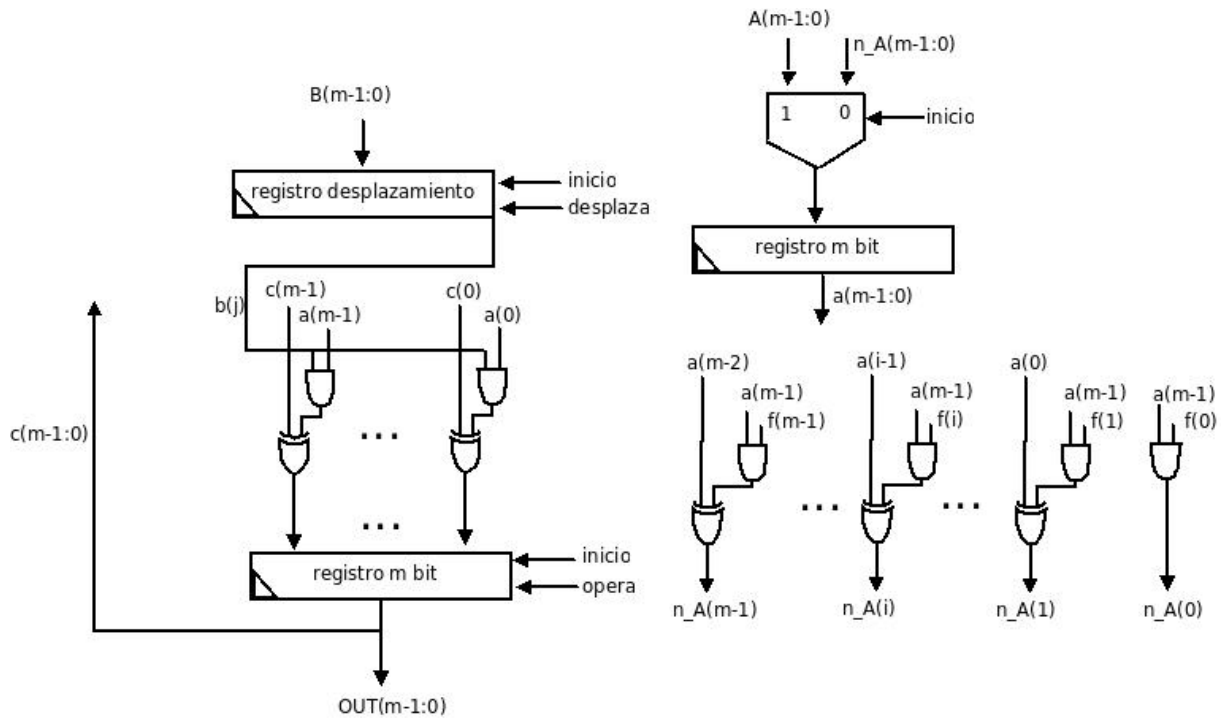 A(m-1:0)
n_A(m-1:0)
B(m-1:0)
1 0
inicio
registro desplazamiento
inicio
desplaza
registro m bit
b(j)
c(m-1)
a(m-1)
c(0)
a(0)
a(m-1:0)
a(m-2)
a(m-1)
f(m-1)
a(i-1)
a(m-1)
f(i)
a(0)
a(m-1)
f(1)
a(m-1)
f(0)
c(m-1:0)
...
...
...
...
registro m bit
inicio
opera
n_A(m-1)
n_A(i)
n_A(1)
n_A(0)
OUT(m-1:0)